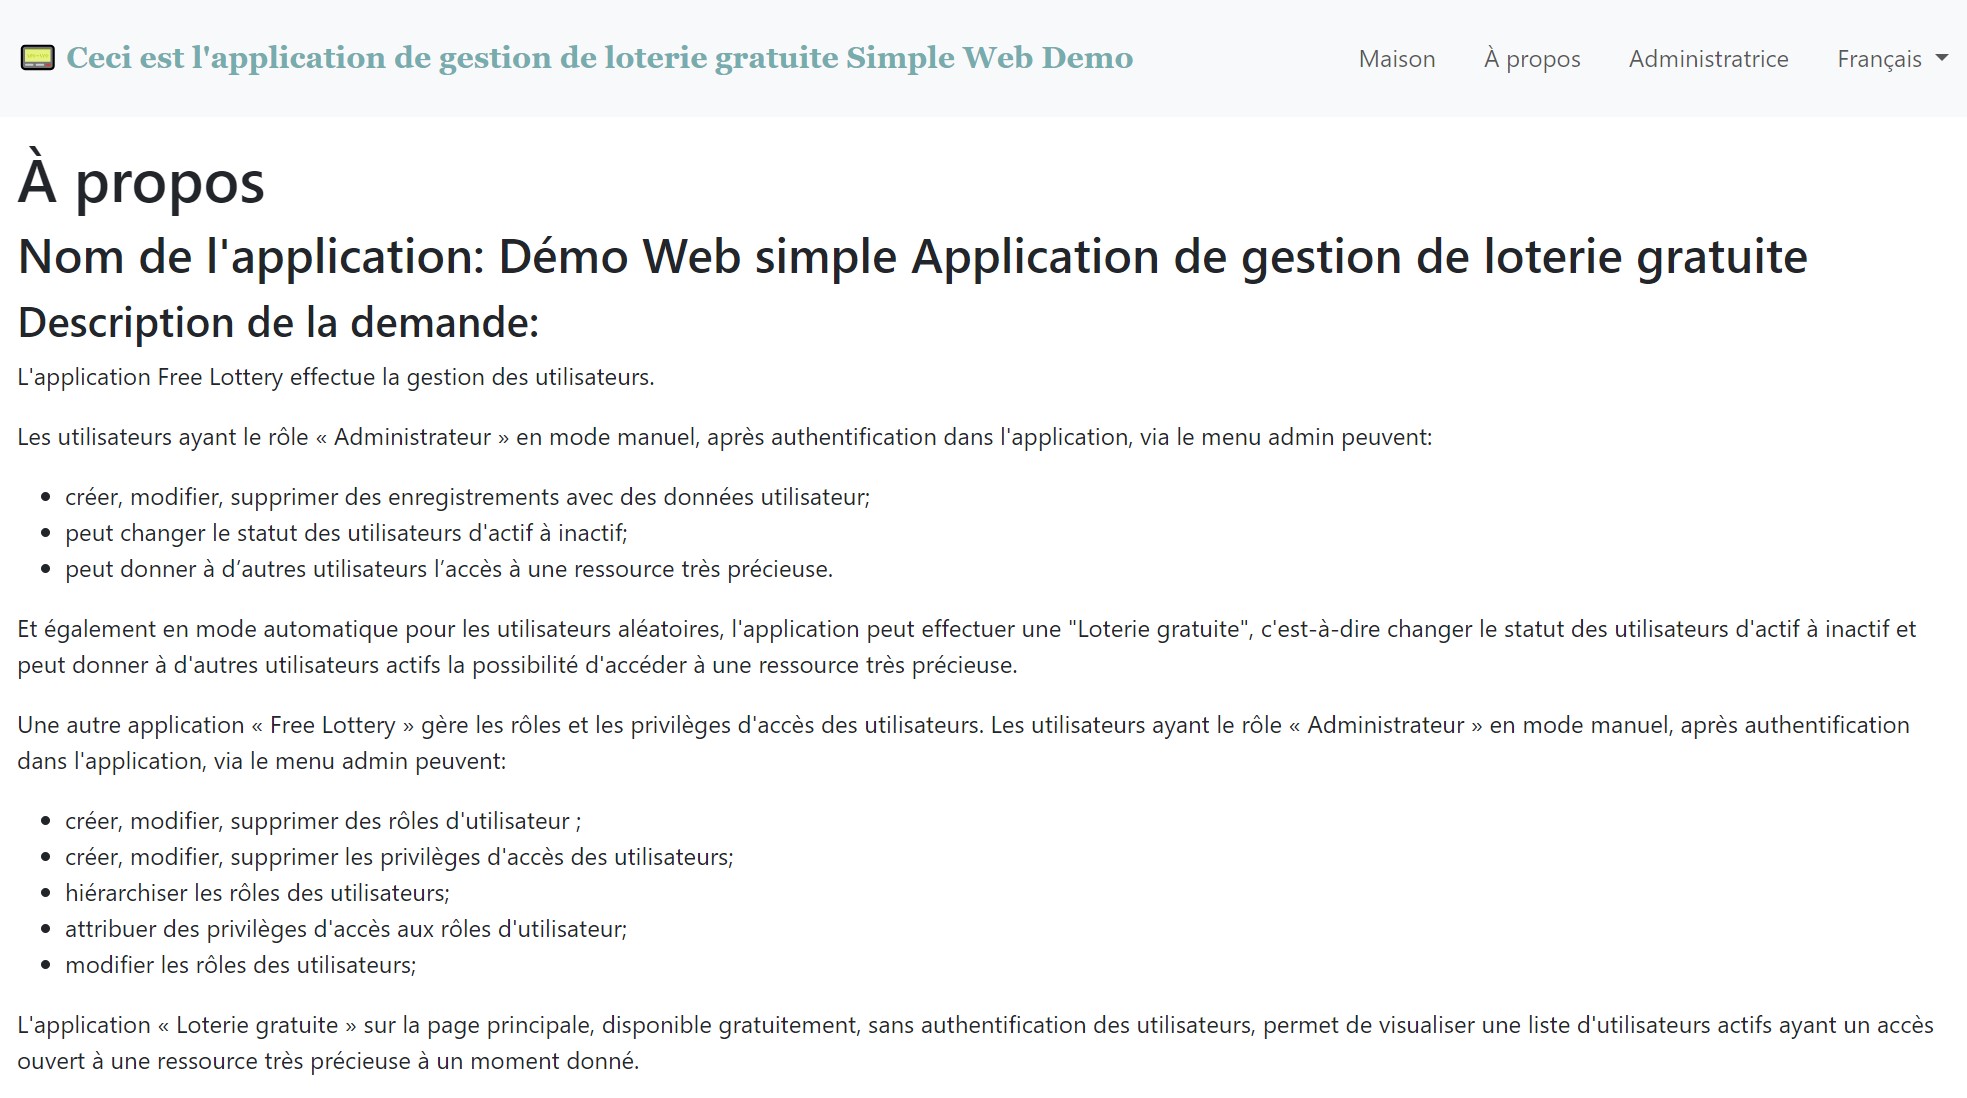 Ceci est l'application de gestion de loterie gratuite Simple Web Demo
Maison
À propos
Administratrice
Français
À propos
Nom de l'application: Démo Web simple Application de gestion de loterie gratuite
Description de la demande:
L'application Free Lottery effectue la gestion des utilisateurs.
Les utilisateurs ayant le rôle « Administrateur » en mode manuel, après authentification dans l'application, via le menu admin peuvent:
créer, modifier, supprimer des enregistrements avec des données utilisateur;
peut changer le statut des utilisateurs d'actif à inactif;
peut donner à d’autres utilisateurs l’accès à une ressource très précieuse.
Et également en mode automatique pour les utilisateurs aléatoires, l'application peut effectuer une "Loterie gratuite", c'est-à-dire changer le statut des utilisateurs d'actif à inactif et
peut donner à d'autres utilisateurs actifs la possibilité d'accéder à une ressource très précieuse.
Une autre application « Free Lottery » gère les rôles et les privilèges d'accès des utilisateurs. Les utilisateurs ayant le rôle « Administrateur » en mode manuel, après authentification
dans l'application, via le menu admin peuvent:
créer, modifier, supprimer des rôles d'utilisateur ;
créer, modifier, supprimer les privilèges d'accès des utilisateurs;
hiérarchiser les rôles des utilisateurs;
attribuer des privilèges d'accès aux rôles d'utilisateur;
modifier les rôles des utilisateurs;
L'application « Loterie gratuite » sur la page principale, disponible gratuitement, sans authentification des utilisateurs, permet de visualiser une liste d'utilisateurs actifs ayant un accès
ouvert à une ressource très précieuse à un moment donné.